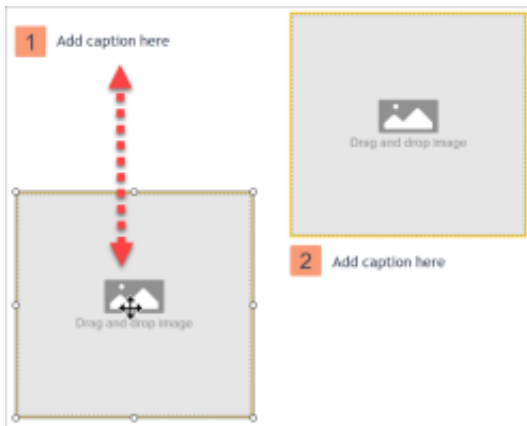 1 Add caption here
Drag and drop image
Drag and drop image
2 Add caption here